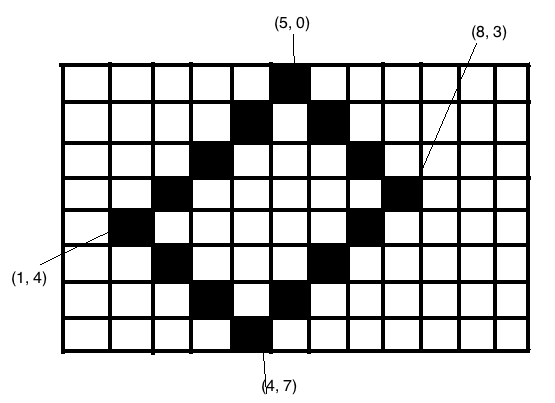 (5, 0)
(8, 3)
(1, 4)
(4, 7)